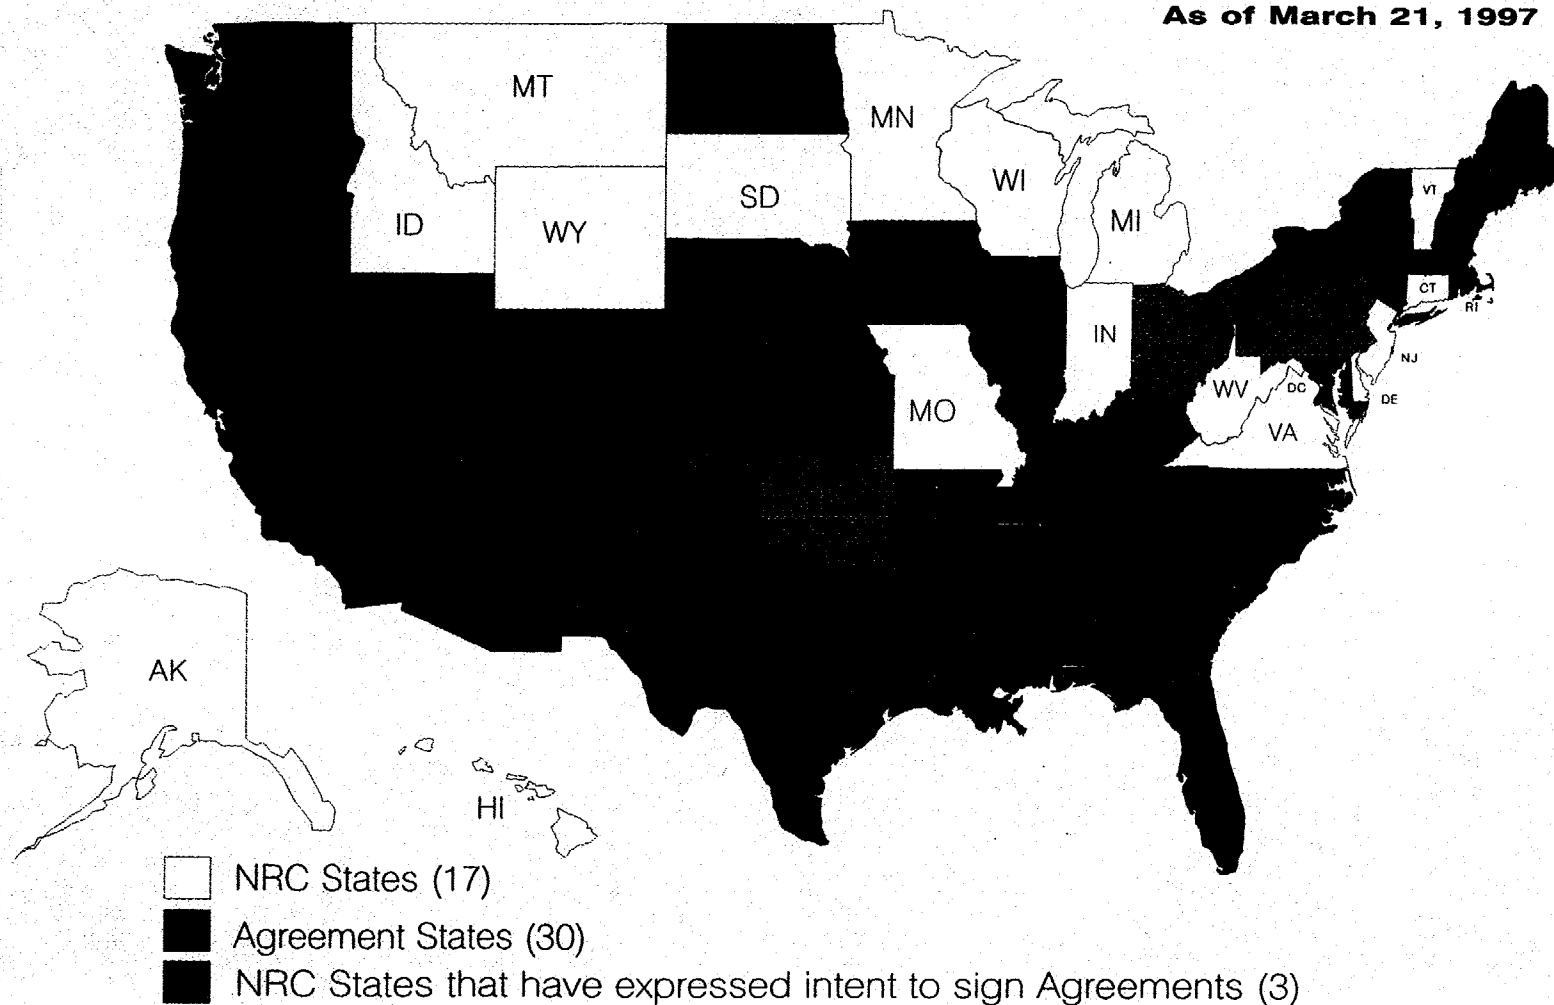 As of March 21, 1997
MT
MN
VT
WI
SD
MI
ID
WY
CT
RI
IN
NJ
WV
DC
DE
MO
VA
AK
HI
NRC States (17)
Agreement States (30)
NRC States that have expressed intent to sign Agreements (3)